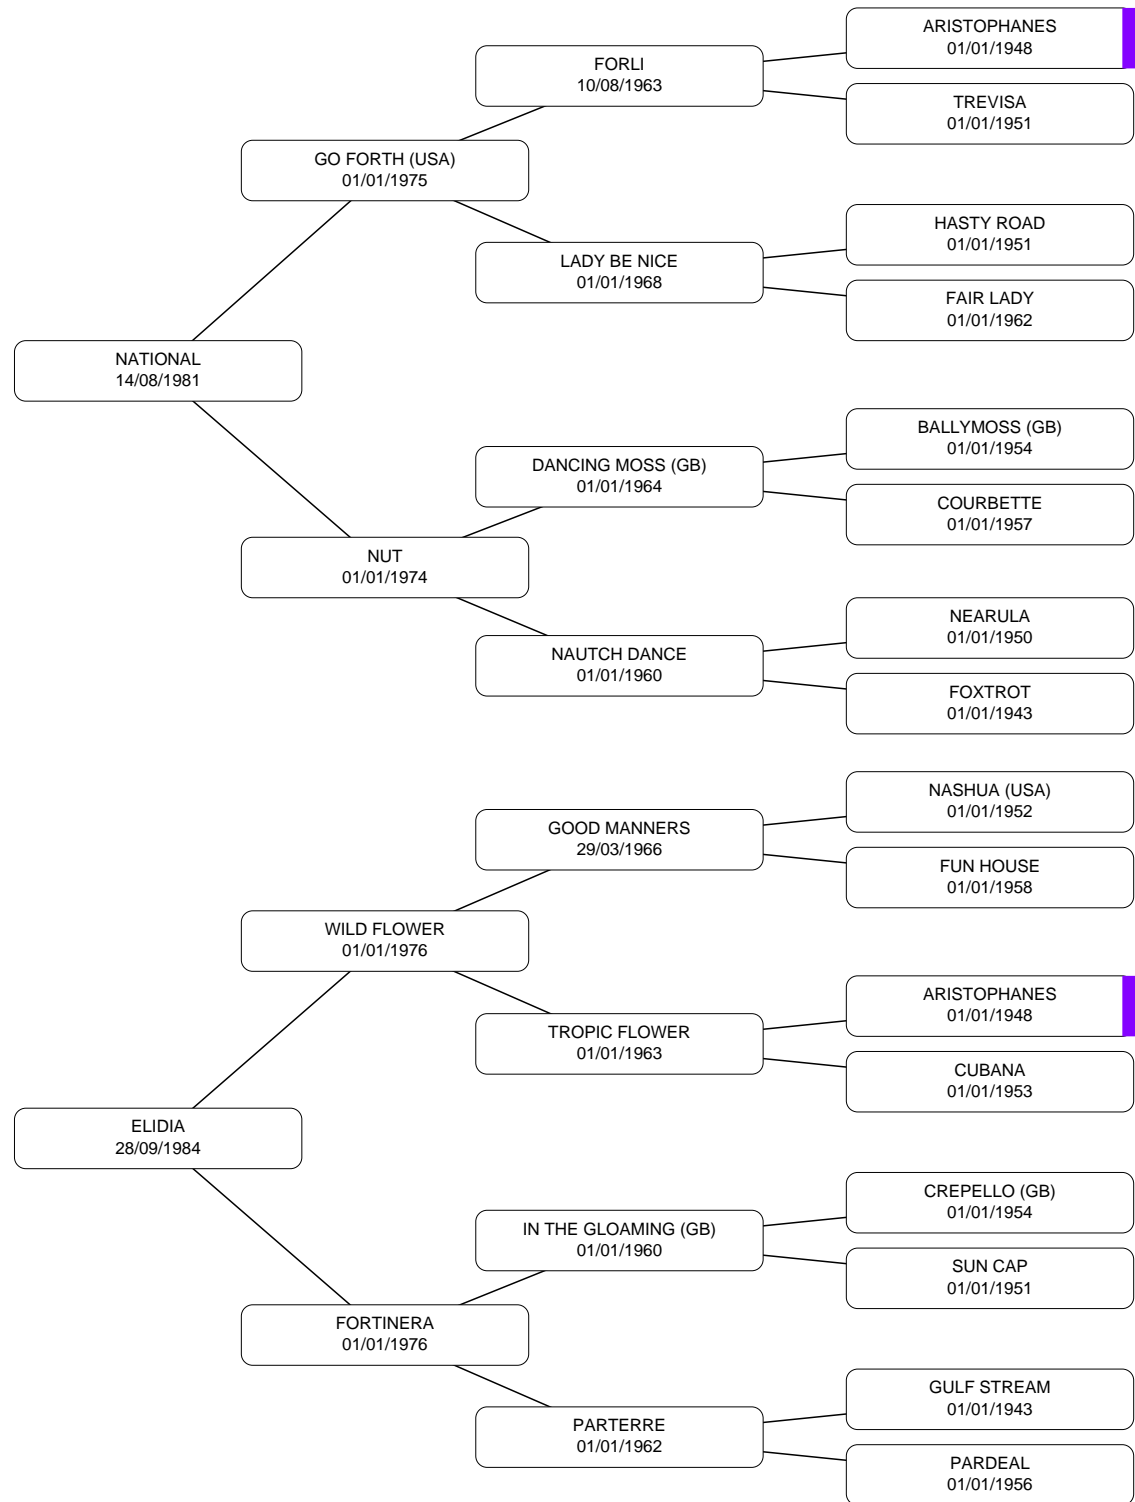 ARISTOPHANES
01/01/1948
FORLI
10/08/1963
TREVISA
01/01/1951
GO FORTH (USA)
01/01/1975
HASTY ROAD
01/01/1951
LADY BE NICE
01/01/1968
FAIR LADY
01/01/1962
NATIONAL
14/08/1981
BALLYMOSS (GB)
01/01/1954
DANCING MOSS (GB)
01/01/1964
COURBETTE
01/01/1957
NUT
01/01/1974
NEARULA
01/01/1950
NAUTCH DANCE
01/01/1960
FOXTROT
01/01/1943
NASHUA (USA)
01/01/1952
GOOD MANNERS
29/03/1966
FUN HOUSE
01/01/1958
WILD FLOWER
01/01/1976
ARISTOPHANES
01/01/1948
TROPIC FLOWER
01/01/1963
CUBANA
01/01/1953
ELIDIA
28/09/1984
CREPELLO (GB)
01/01/1954
IN THE GLOAMING (GB)
01/01/1960
SUN CAP
01/01/1951
FORTINERA
01/01/1976
GULF STREAM
01/01/1943
PARTERRE
01/01/1962
PARDEAL
01/01/1956